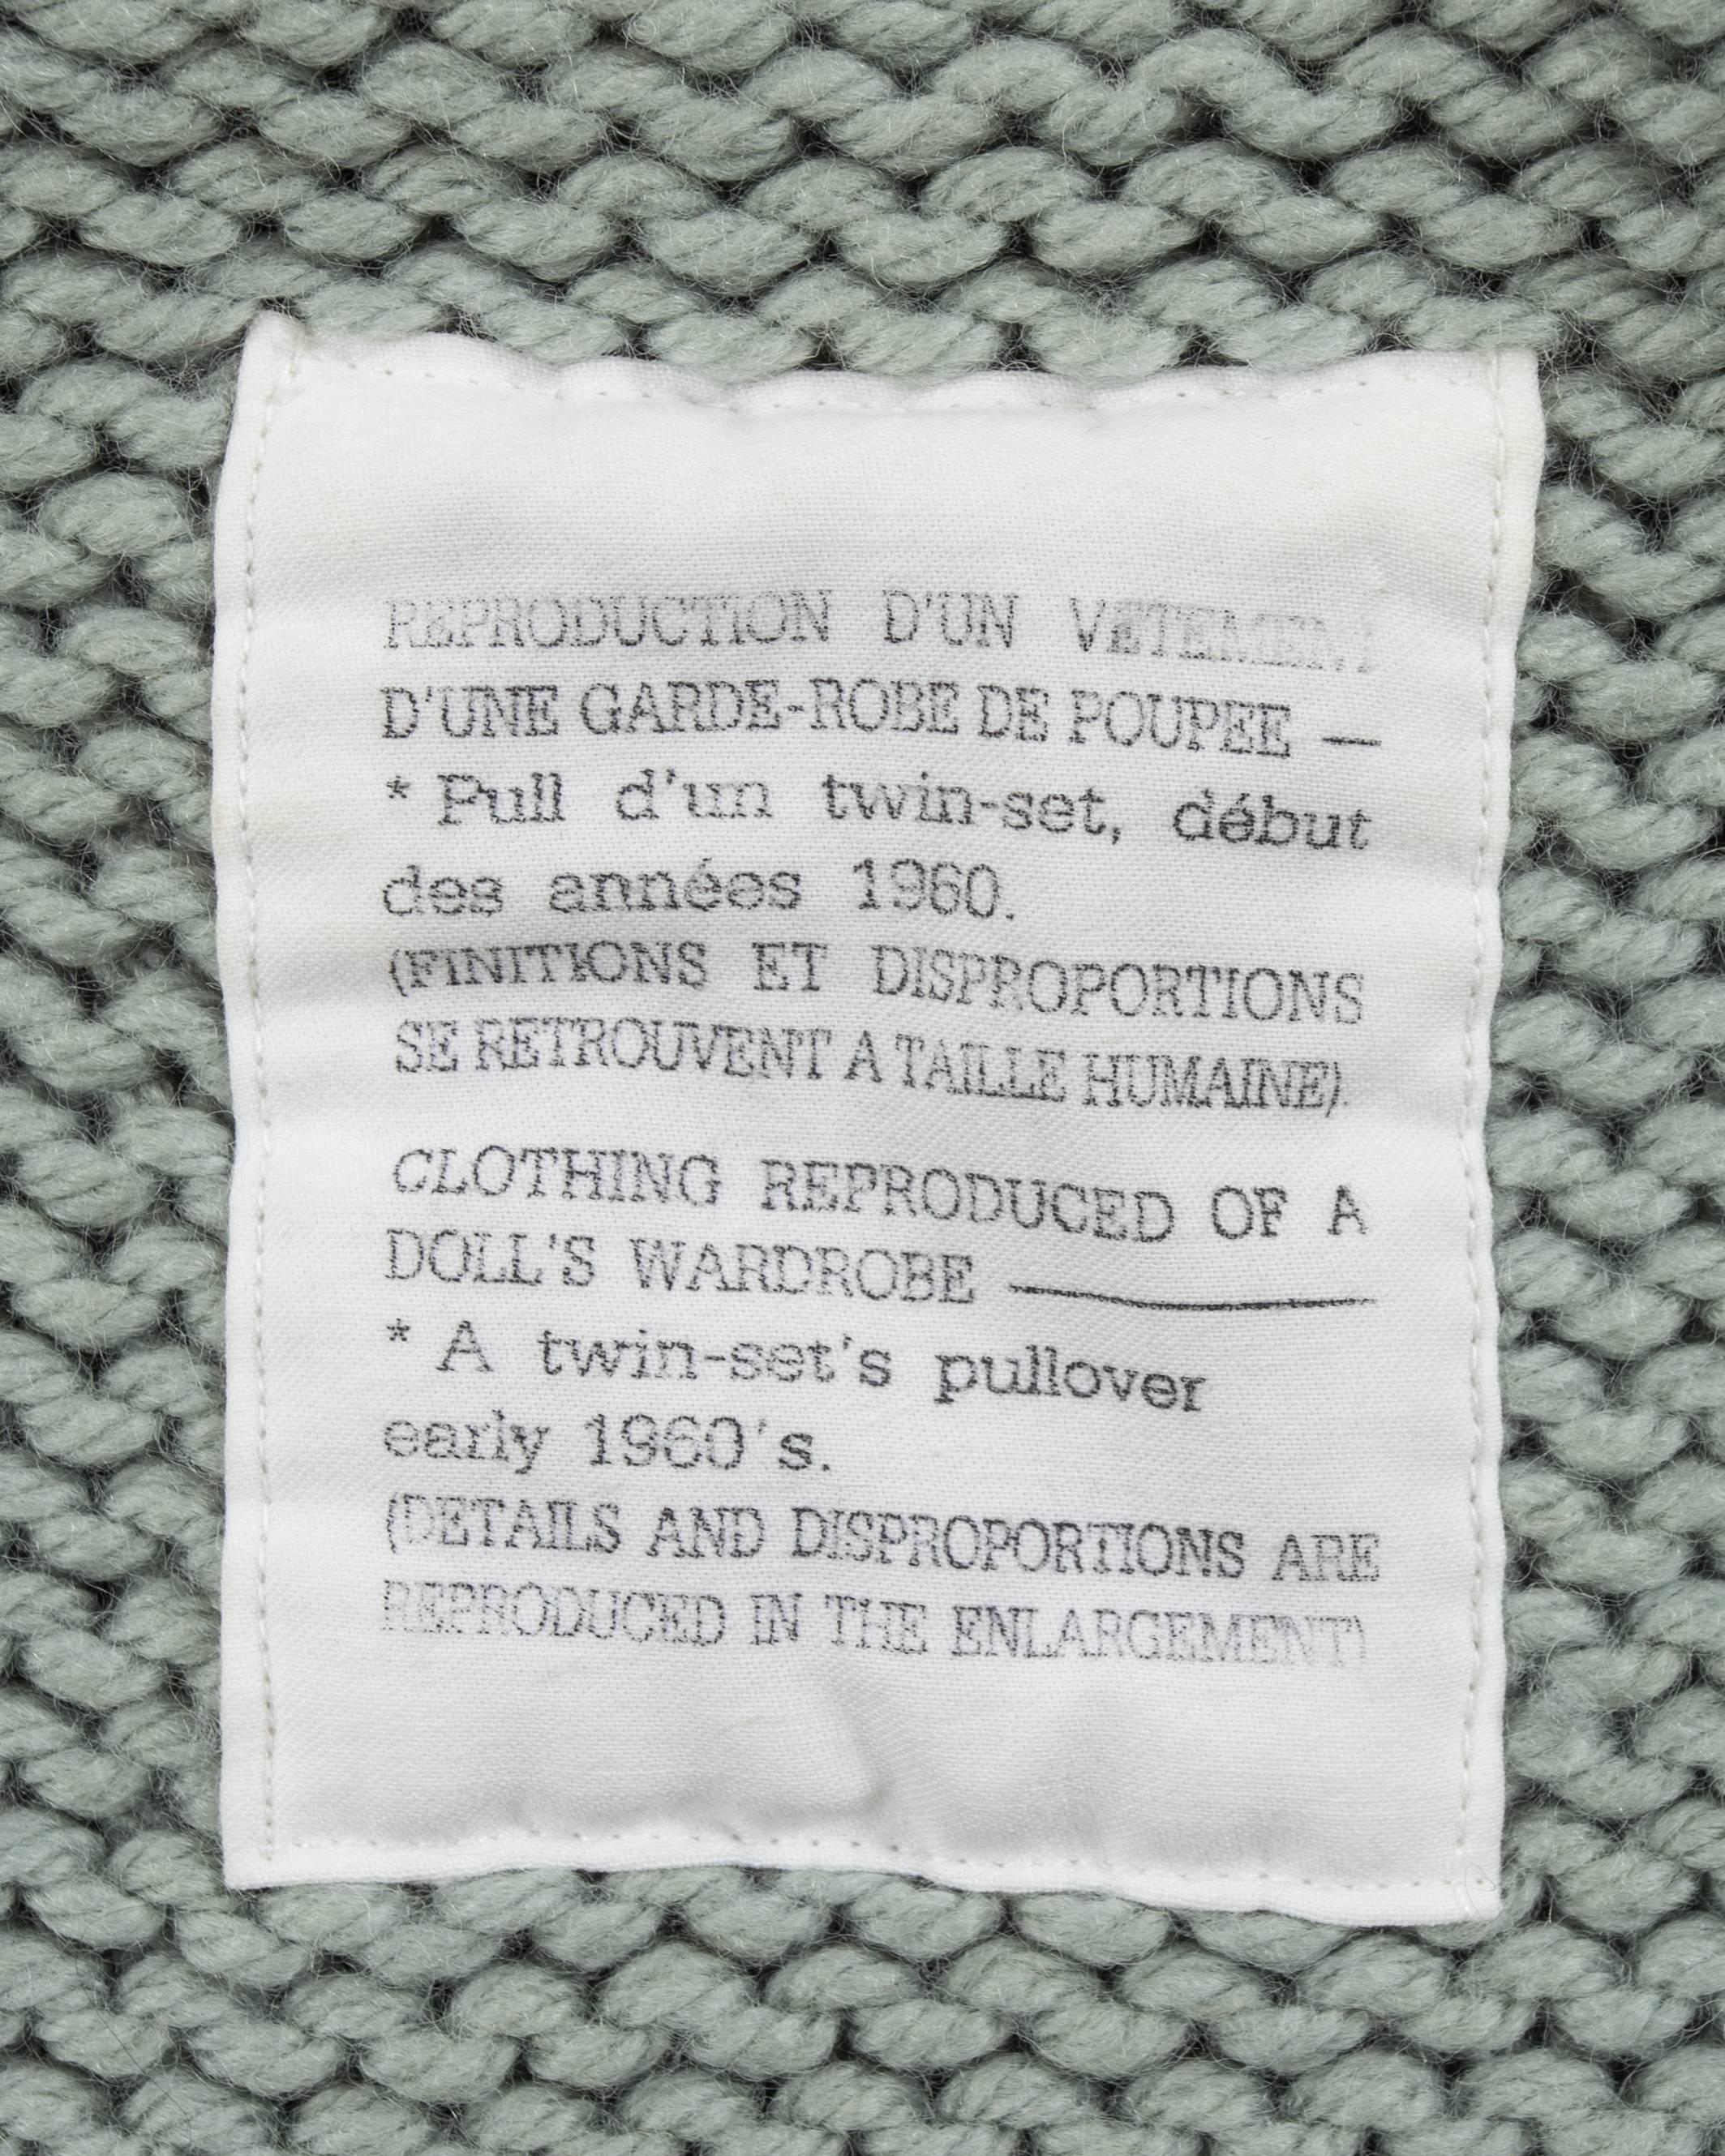 REPRODUCTION D'UN VETEMENT
D'UNE GARDE-ROBE DE POUPEE —
* Pull d'un twin-set, début
des années 1960.
(FINITIONS ET DISPROPORTIONS
SE RETROUVENT A TAILLE HUMAINE).
CLOTHING REPRODUCED OF A
DOLL'S WARDROBE —
* A twin-set's pullover
early 1960's.
(DETAILS AND DISPROPORTIONS ARE
REPRODUCED IN THE ENLARGEMENT)